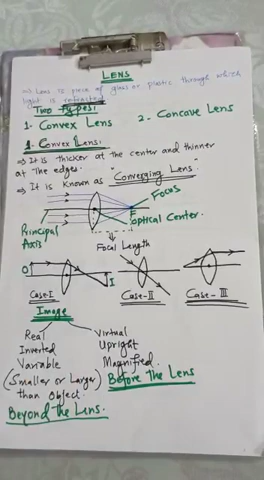 LENS
⇒ Lens is piece of glass or plastic through which
light is refracted
Two types:
1- Convex Lens 2- Concave Lens
1- Convex Lens:
⇒ It is thicker at the center and thinner
at the edges.
⇒ It is known as Converging Lens.
Focus
F
Optical Center.
Principal
Axis
Focal Length
O
I
Case-I Case-II Case-III
Image
Real Virtual
Inverted Upright
Variable Magnified.
(Smaller or Larger) Before The Lens
than Object.
Beyond The Lens.